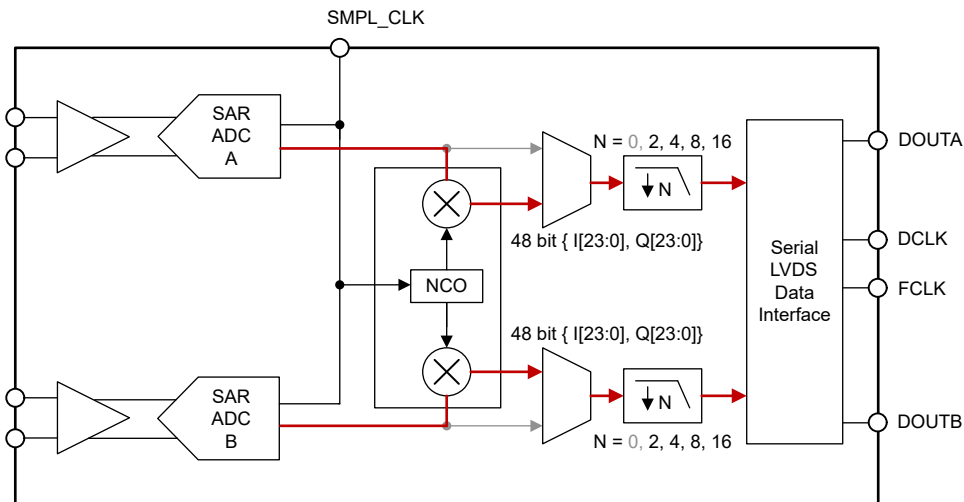 SMPL_CLK
SAR
ADC
A
N = 0, 2, 4, 8, 16
N
DOUTA
48 bit { I[23:0], Q[23:0]}
DCLK
Serial
LVDS
Data
Interface
NCO
FCLK
48 bit { I[23:0], Q[23:0]}
SAR
ADC
B
N
DOUTB
N = 0, 2, 4, 8, 16